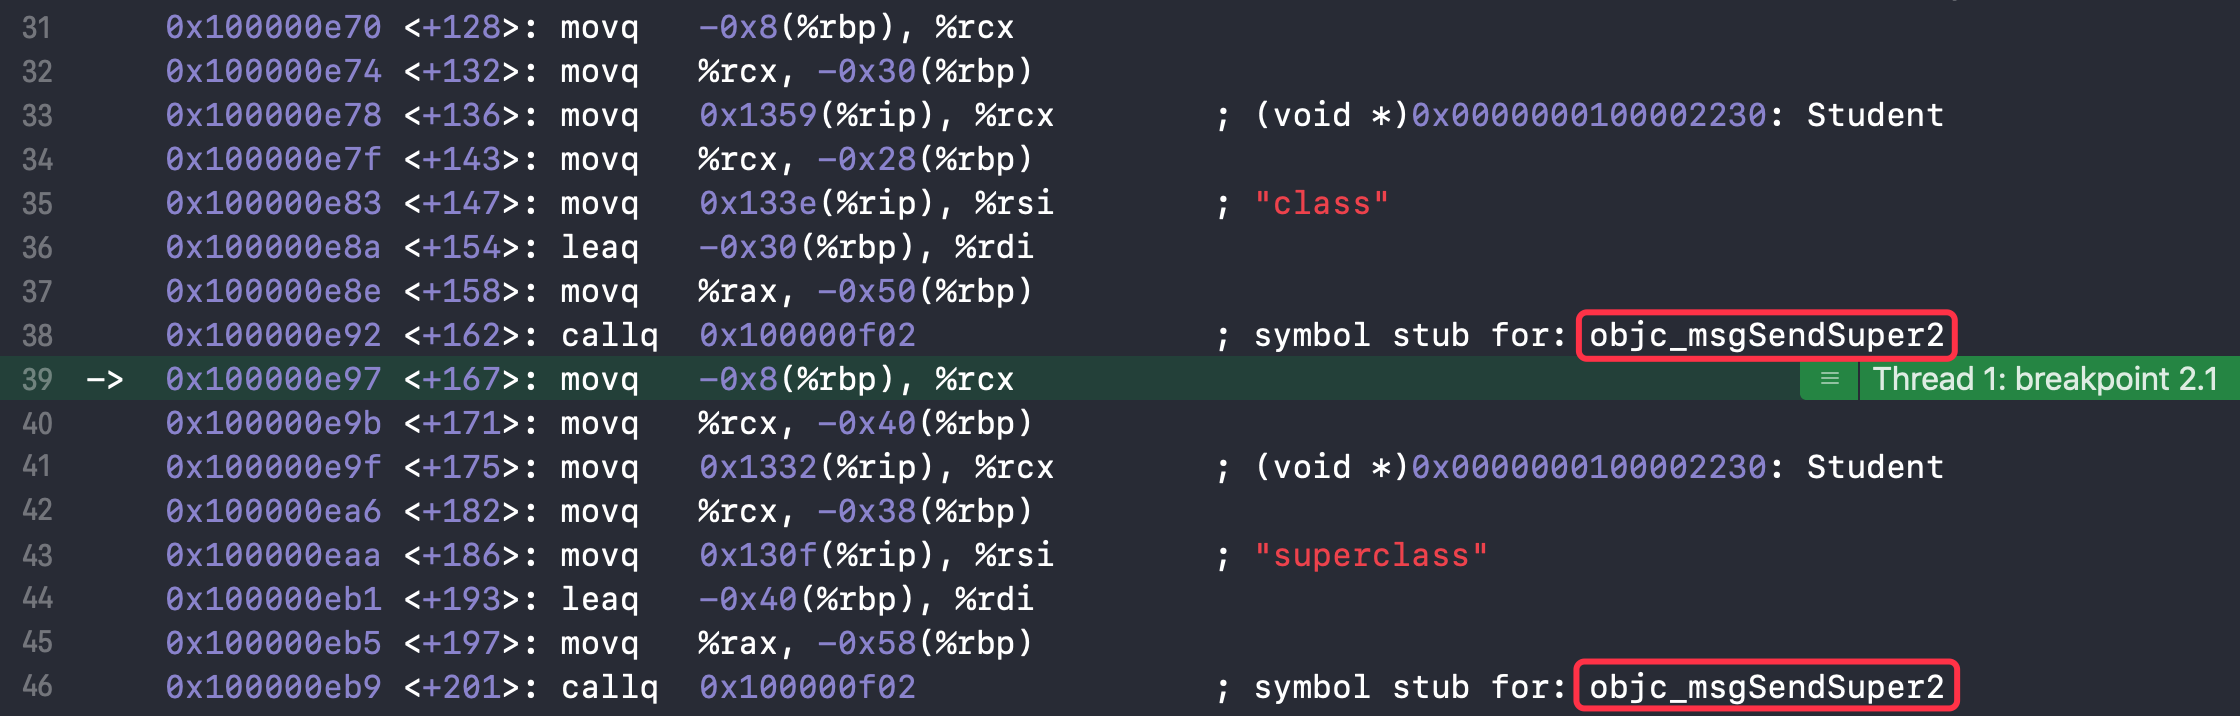 31 0x100000e70 <+128>: movq -0x8(%rbp), %rcx
32 0x100000e74 <+132>: movq %rcx, -0x30(%rbp)
33 0x100000e78 <+136>: movq 0x1359(%rip), %rcx ; (void *)0x0000000100002230: Student
34 0x100000e7f <+143>: movq %rcx, -0x28(%rbp)
35 0x100000e83 <+147>: movq 0x133e(%rip), %rsi ; "class"
36 0x100000e8a <+154>: leaq -0x30(%rbp), %rdi
37 0x100000e8e <+158>: movq %rax, -0x50(%rbp)
38 0x100000e92 <+162>: callq 0x100000f02 ; symbol stub for: objc_msgSendSuper2
39 -> 0x100000e97 <+167>: movq -0x8(%rbp), %rcx Thread 1: breakpoint 2.1
40 0x100000e9b <+171>: movq %rcx, -0x40(%rbp)
41 0x100000e9f <+175>: movq 0x1332(%rip), %rcx ; (void *)0x0000000100002230: Student
42 0x100000ea6 <+182>: movq %rcx, -0x38(%rbp)
43 0x100000eaa <+186>: movq 0x130f(%rip), %rsi ; "superclass"
44 0x100000eb1 <+193>: leaq -0x40(%rbp), %rdi
45 0x100000eb5 <+197>: movq %rax, -0x58(%rbp)
46 0x100000eb9 <+201>: callq 0x100000f02 ; symbol stub for: objc_msgSendSuper2